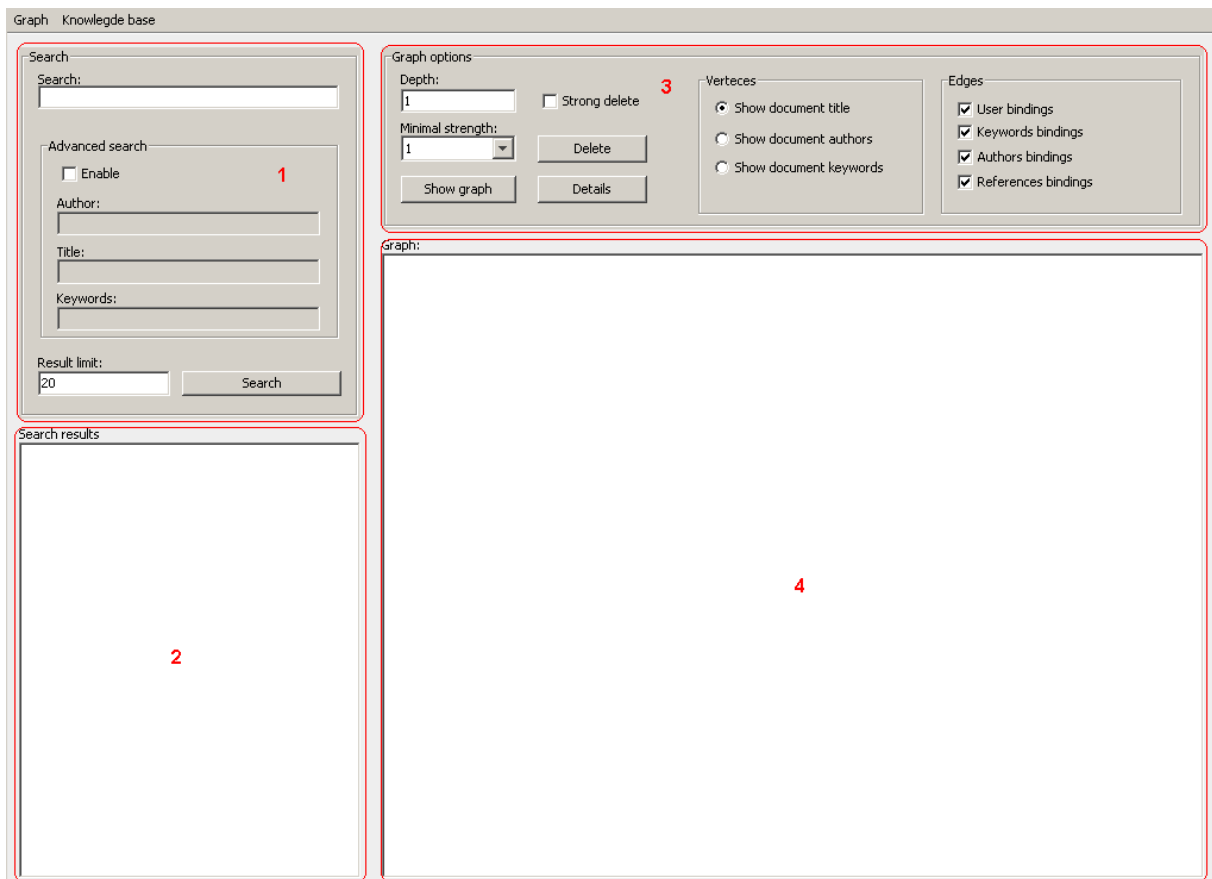 Graph Knowlegde base
Search
Search:
Advanced search
Enable
1
Author:
Title:
Keywords:
Result limit:
20 Search
Search results
2
Graph options
Depth:
1
Strong delete
3
Minimal strength:
1
Delete
Show graph
Details
Verteces
Show document title
Show document authors
Show document keywords
Edges
User bindings
Keywords bindings
Authors bindings
References bindings
Graph:
4